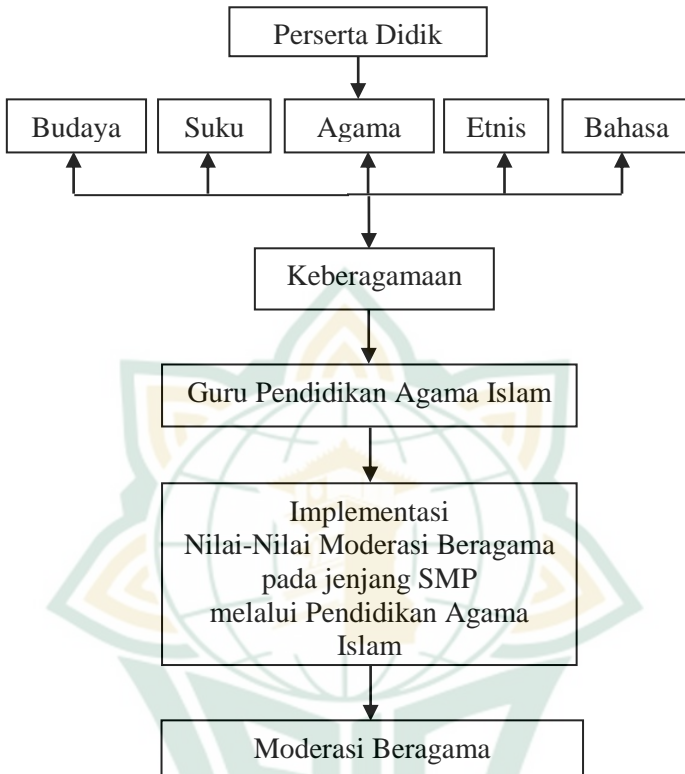 Perserta Didik
Budaya
Suku
Agama
Etnis
Bahasa
Keberagamaan
Guru Pendidikan Agama Islam
Implementasi
Nilai-Nilai Moderasi Beragama
pada jenjang SMP
melalui Pendidikan Agama
Islam
Moderasi Beragama